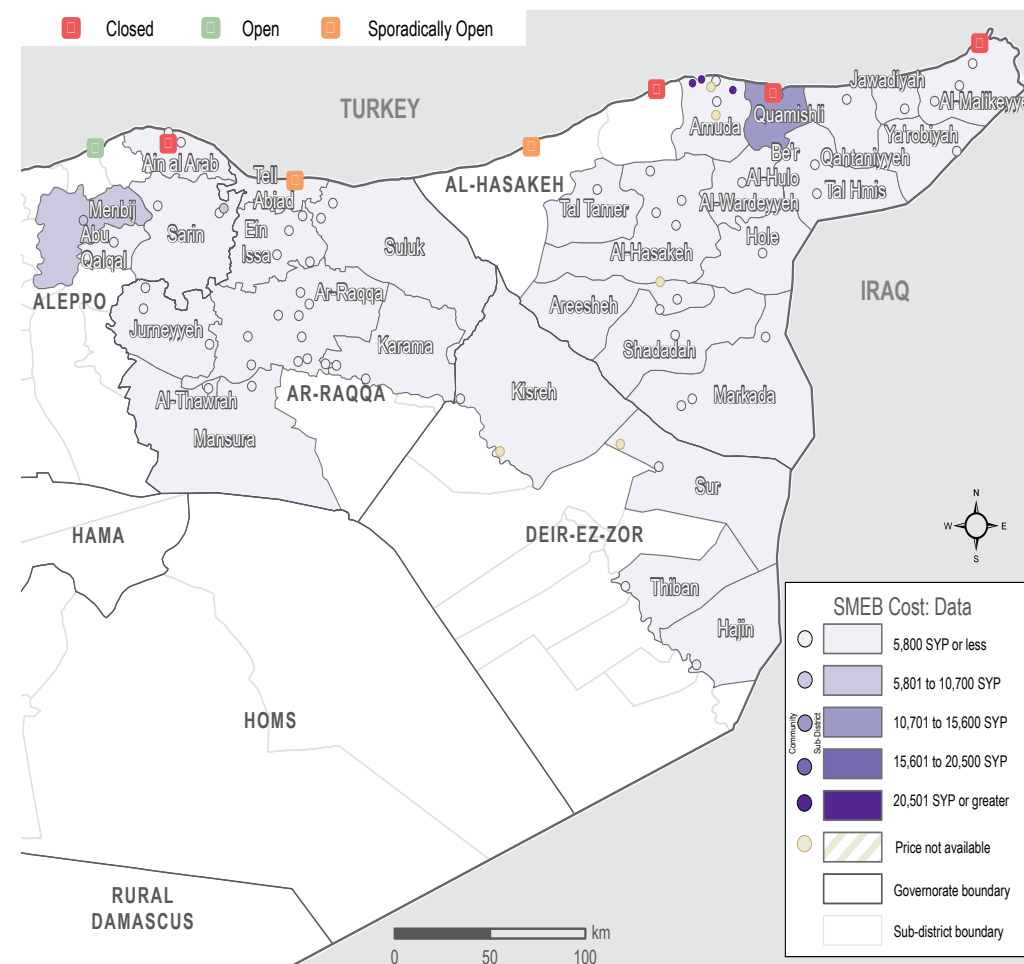 Closed
Open
Sporadically Open
TURKEY
Jawadiyah
Al-Malikeyye
Quamishli
Amuda
Ya'robiyah
Be'r
Al-Hulo
Al-Wardeyyeh
Qahtaniyyeh
Tal Hmis
Ain al Arab
Tell
Abiad
AL-HASAKEH
Tal Tamer
Menbij
Abu
Qalqal
Sarin
Ein
Issa
Suluk
Al-Hasakeh
Hole
IRAQ
ALEPPO
Ar-Raqqa
Areesheh
Jurneyyeh
Karama
Shadadah
Al-Thawrah
AR-RAQQA
Kisreh
Markada
Mansura
Sur
HAMA
DEIR-EZ-ZOR
N
W
E
S
Thiban
Hajin
HOMS
RURAL
DAMASCUS
km
0
50
100
SMEB Cost: Data
Community
Sub-District
5,800 SYP or less
5,801 to 10,700 SYP
10,701 to 15,600 SYP
15,601 to 20,500 SYP
20,501 SYP or greater
Price not available
Governorate boundary
Sub-district boundary